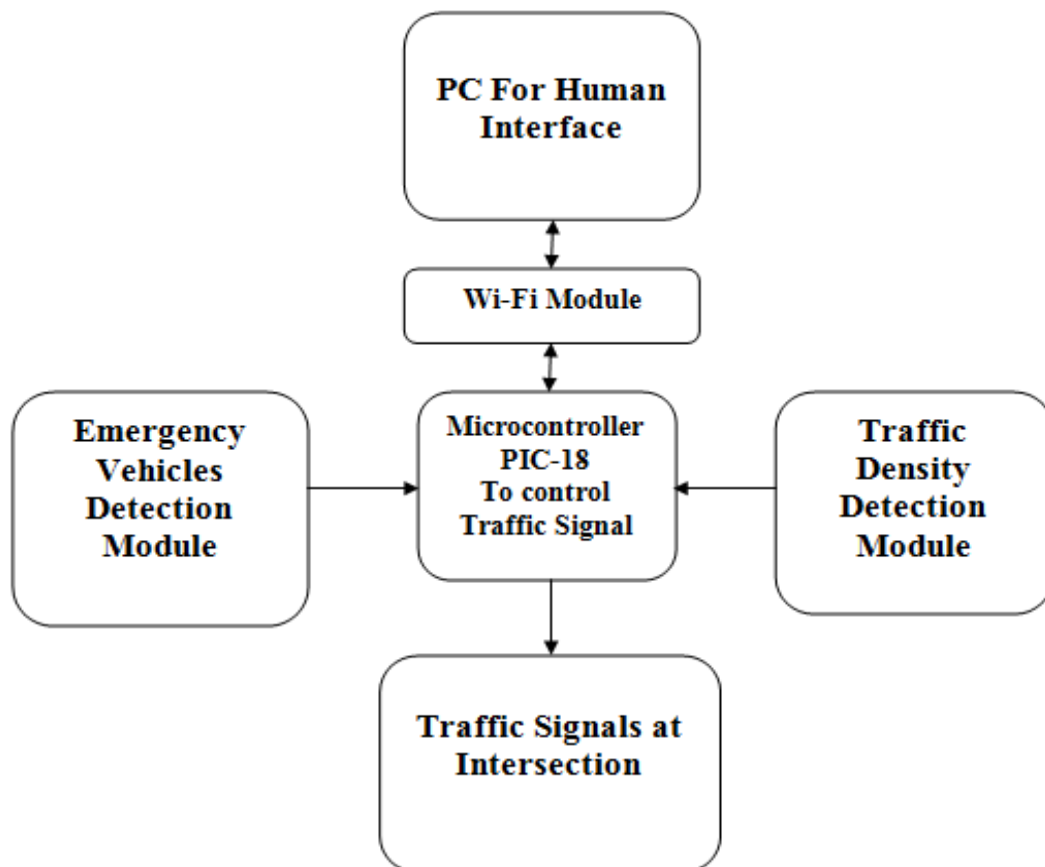 PC For Human
Interface
Wi-Fi Module
Emergency
Vehicles
Detection
Module
Microcontroller
PIC-18
To control
Traffic Signal
Traffic
Density
Detection
Module
Traffic Signals at
Intersection